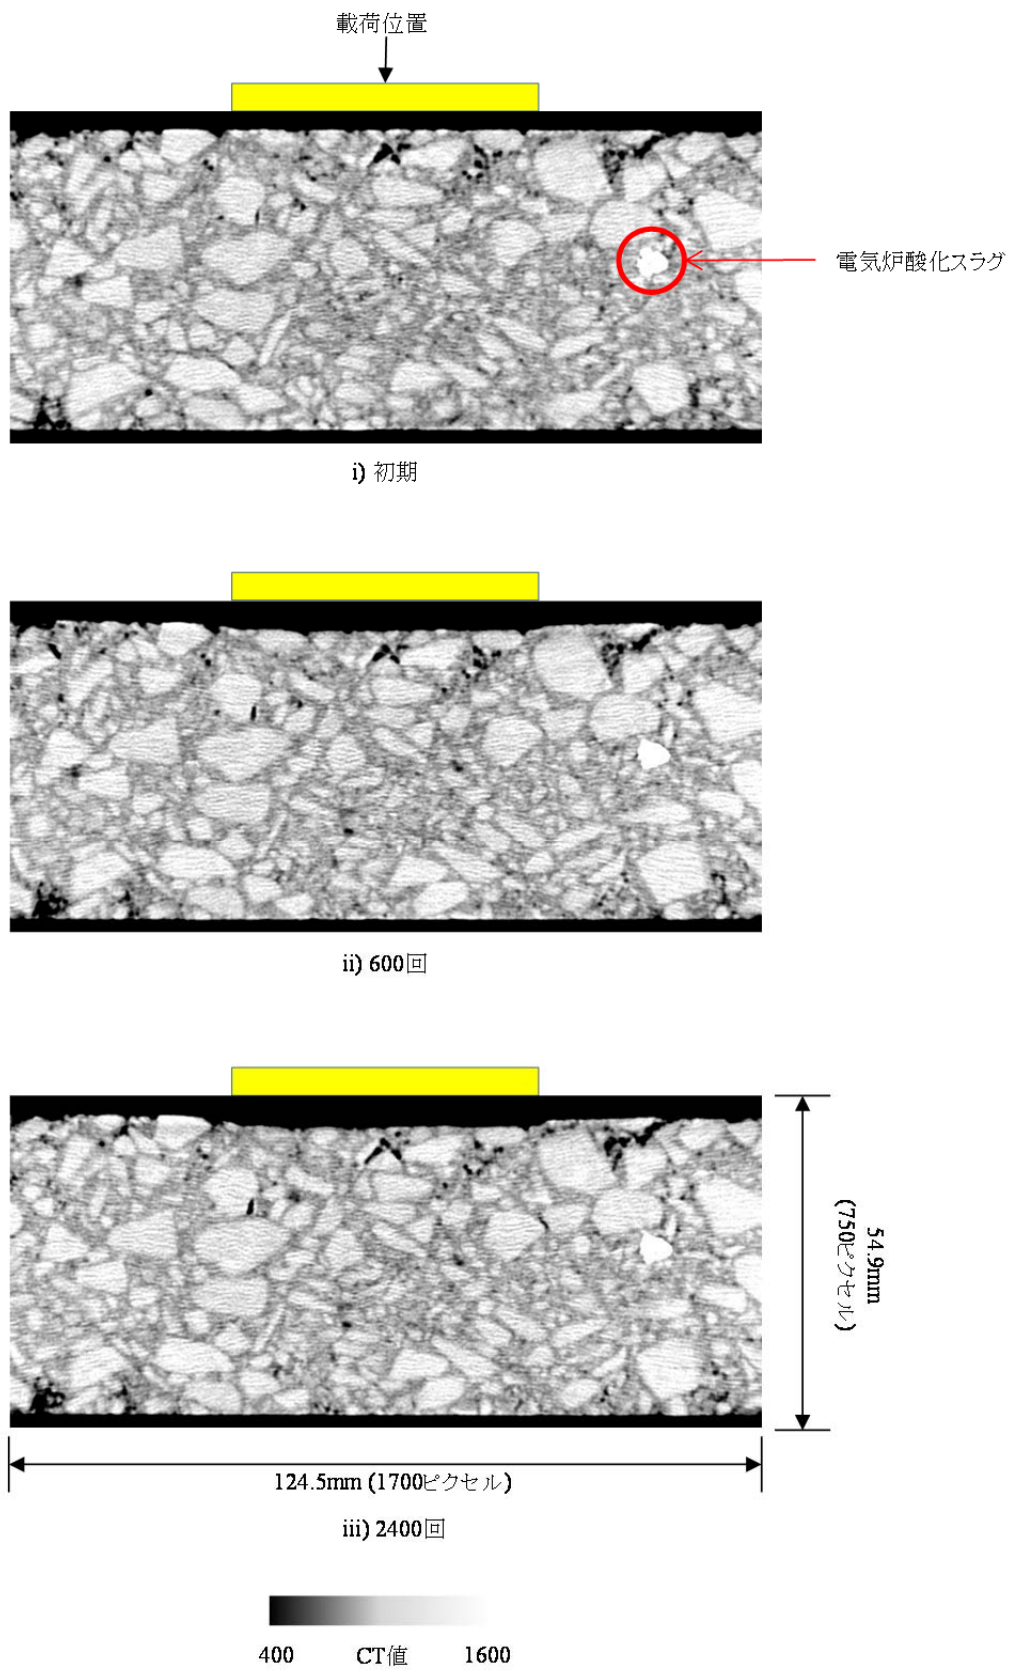 載荷位置
電気炉酸化スラグ
i) 初期
ii) 600回
54.9mm
(750ピクセル)
124.5mm (1700ピクセル)
iii) 2400回
400 CT値 1600